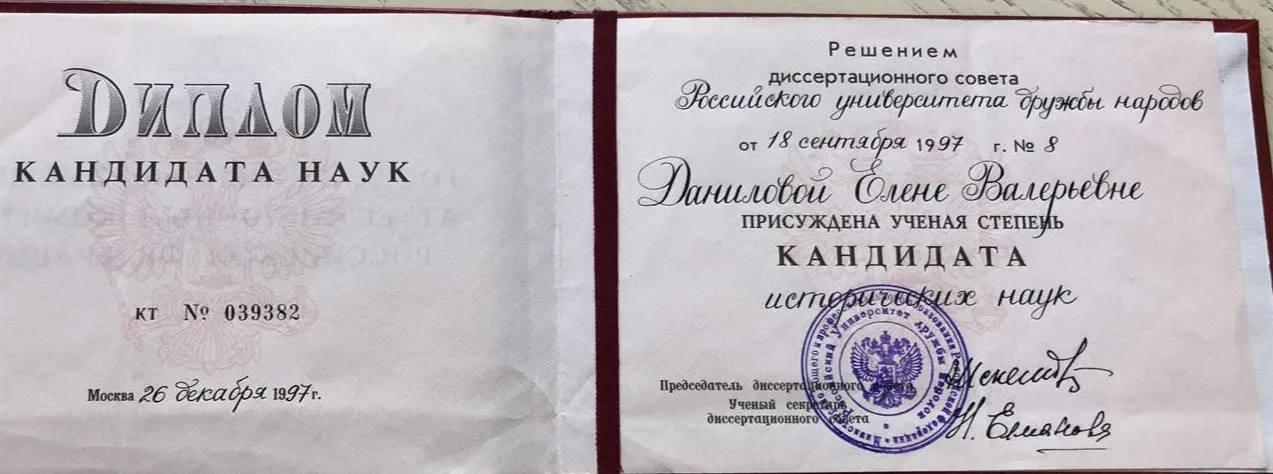 ДИПЛОМ
КАНДИДАТА НАУК
КТ № 039382
Москва 26 декабря 1997 г.
Решением
диссертационного совета
Российского университета дружбы народов
от 18 сентября 1997 г. № 8
Даниловой Елене Валерьевне
ПРИСУЖДЕНА УЧЕНАЯ СТЕПЕНЬ
КАНДИДАТА
исторических наук
Председатель диссертационного совета
Ученый секретарь
диссертационного совета